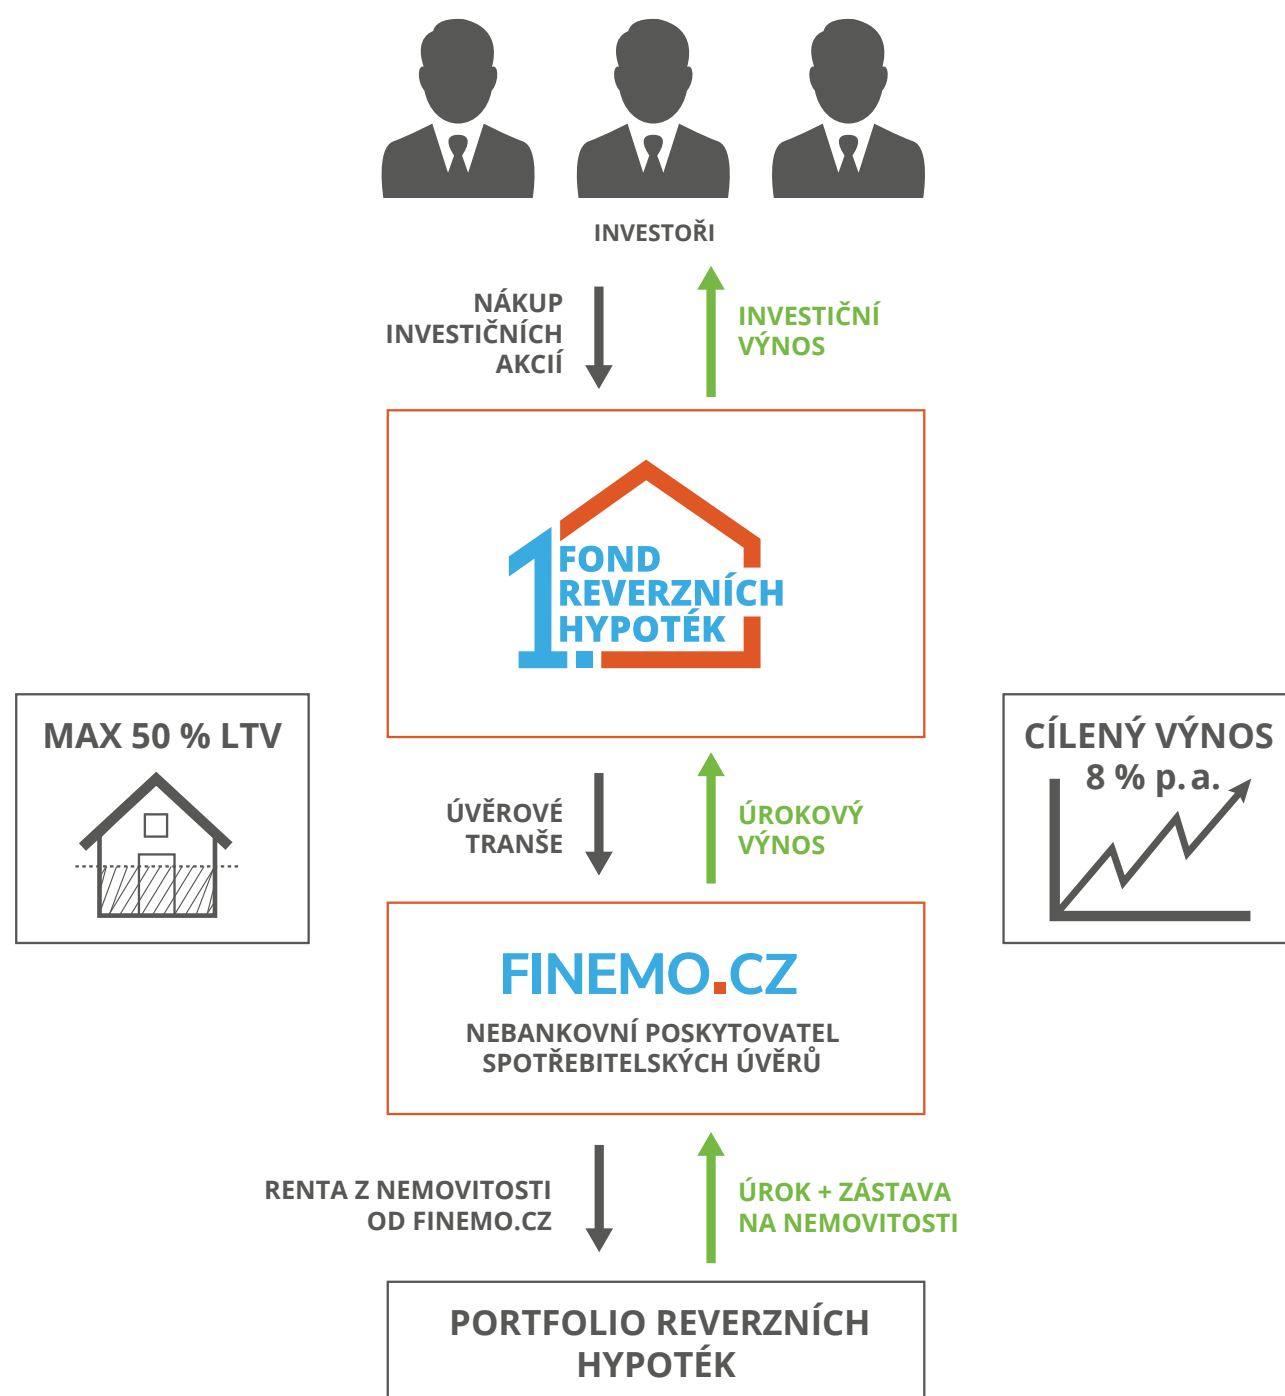 INVESTOŘI
NÁKUP
INVESTIČNÍCH
AKCIÍ
INVESTIČNÍ
VÝNOS
1. FOND
REVERZNÍCH
HYPOTÉK
MAX 50 % LTV
CÍLENÝ VÝNOS
8 % p. a.
ÚVĚROVÉ
TRANŠE
ÚROKOVÝ
VÝNOS
FINEMO.CZ
NEBANKOVNÍ POSKYTOVATEL
SPOTŘEBITELSKÝCH ÚVĚRŮ
RENTA Z NEMOVITOSTI
OD FINEMO.CZ
ÚROK + ZÁSTAVA
NA NEMOVITOSTI
PORTFOLIO REVERZNÍCH
HYPOTÉK